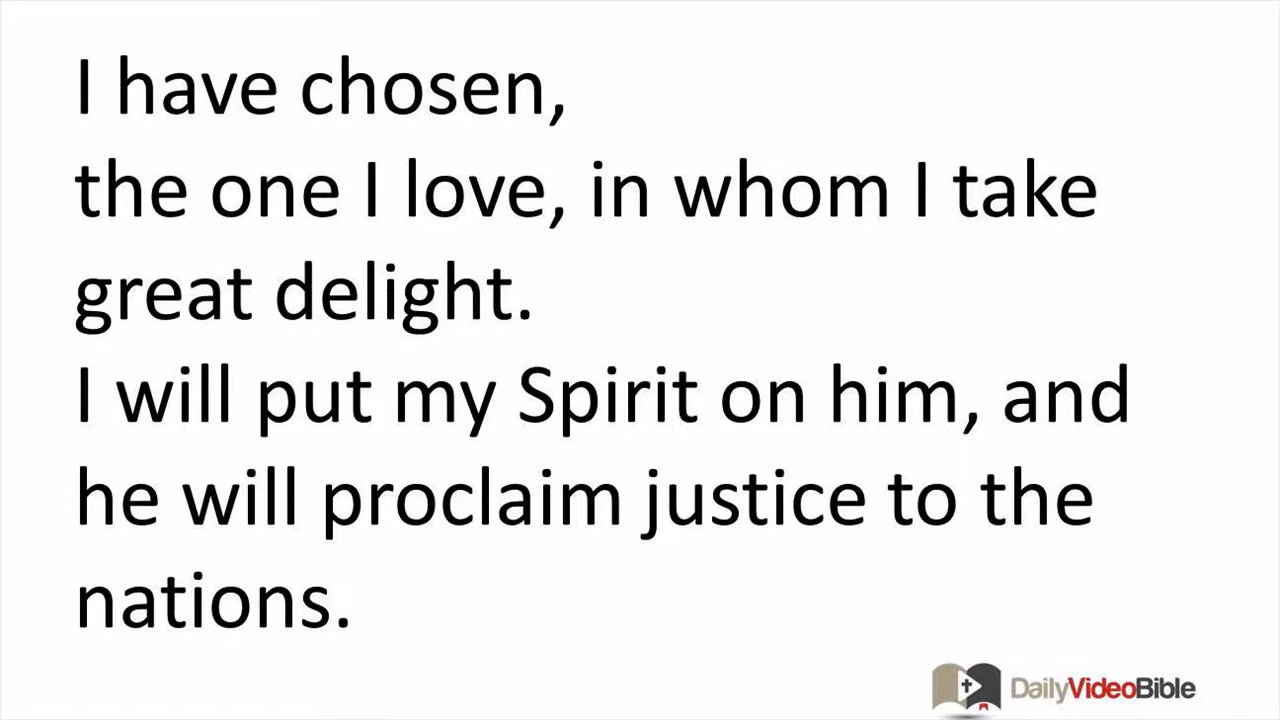 I have chosen,
the one I love, in whom I take
great delight.
I will put my Spirit on him, and
he will proclaim justice to the
nations.
DailyVideoBible